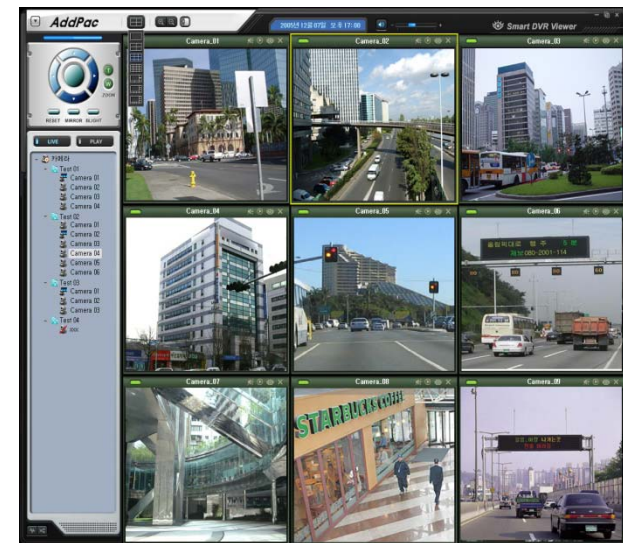 AddPac
2005년 12월 07일 오후 17:00
Smart DVR Viewer
Camera_01
Camera_02
Camera_03
ZOOM
RESET MIRROR BLIGHT
LIVE
PLAY
카메라
Test 01
Camera 01
Camera 02
Camera 03
Camera 04
Test 02
Camera 01
Camera 02
Camera 03
Camera 04
Camera 05
Camera 06
Test 03
Camera 01
Camera 02
Camera 03
Test 04
Camera_04
Camera_05
Camera_06
080-2001-114
Camera_07
Camera_08
Camera_09
STARBUCKS COFFEE